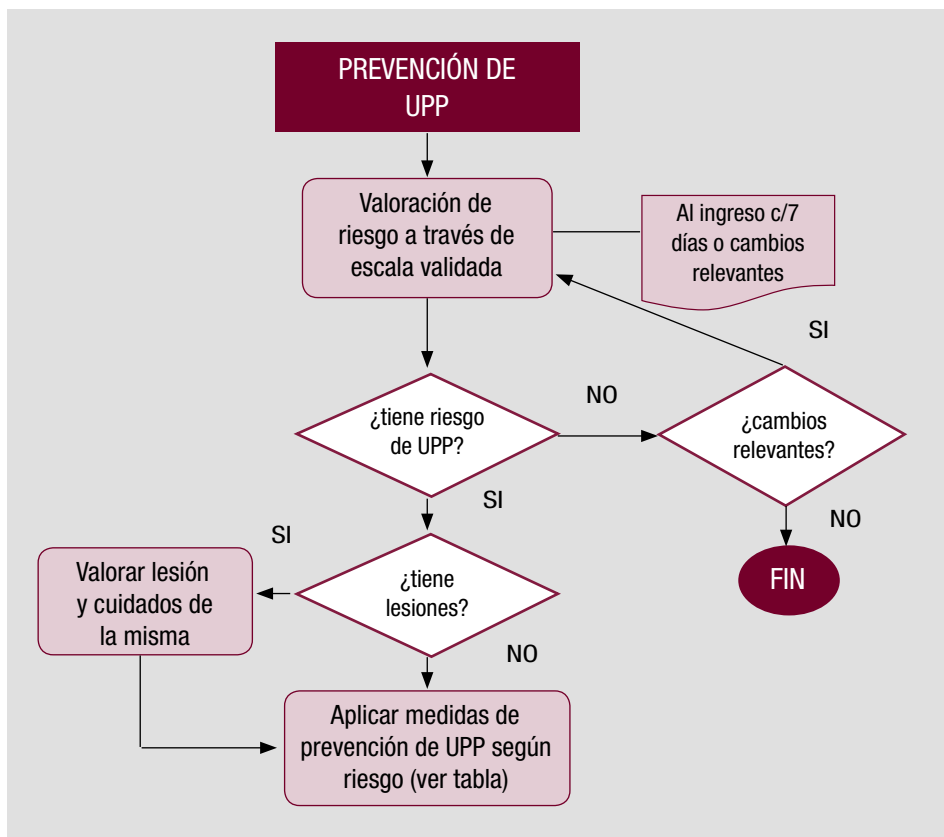 PREVENCIÓN DE
UPP
Valoración de
riesgo a través de
escala validada
Al ingreso c/7
días o cambios
relevantes
SI
¿tiene riesgo
de UPP?
NO
¿cambios
relevantes?
SI
NO
FIN
SI
¿tiene
lesiones?
Valorar lesión
y cuidados de
la misma
NO
Aplicar medidas de
prevención de UPP según
riesgo (ver tabla)